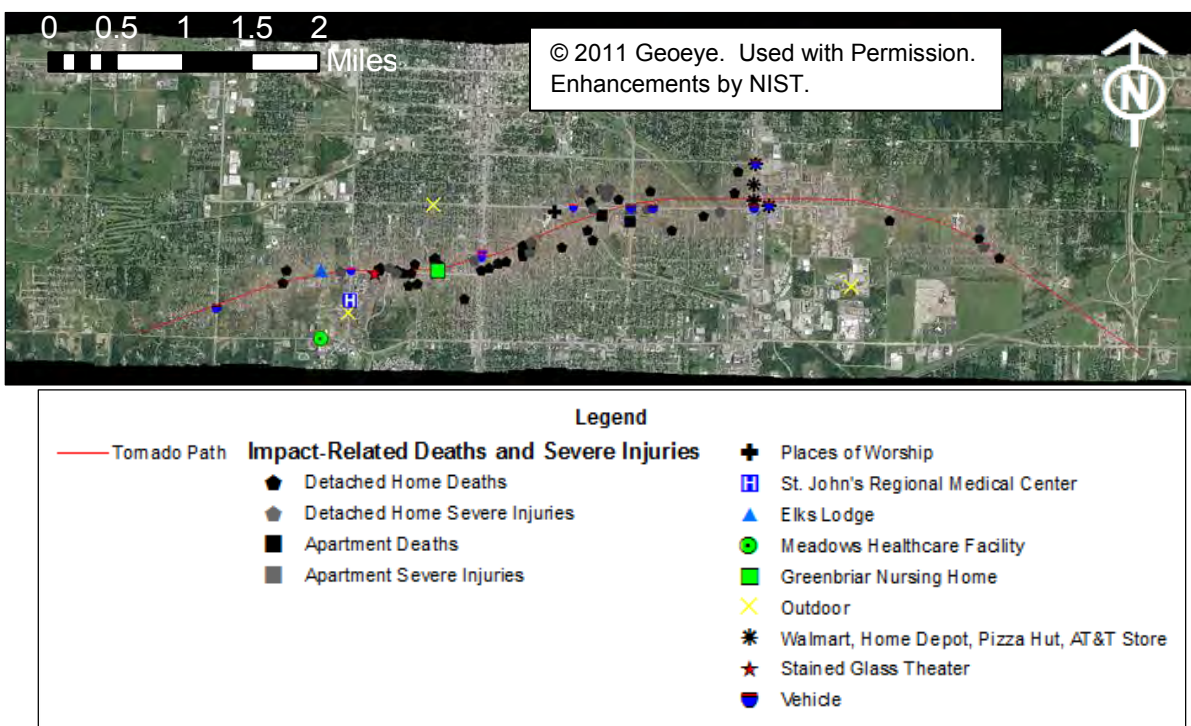 0 0.5 1 1.5 2
Miles
© 2011 Geoeye. Used with Permission.
Enhancements by NIST.
N
H
Legend
Tornado Path
Impact-Related Deaths and Severe Injuries
Detached Home Deaths
Detached Home Severe Injuries
Apartment Deaths
Apartment Severe Injuries
Places of Worship
H St. John's Regional Medical Center
Elks Lodge
Meadows Healthcare Facility
Greenbriar Nursing Home
Outdoor
Walmart, Home Depot, Pizza Hut, AT&T Store
Stained Glass Theater
Vehicle